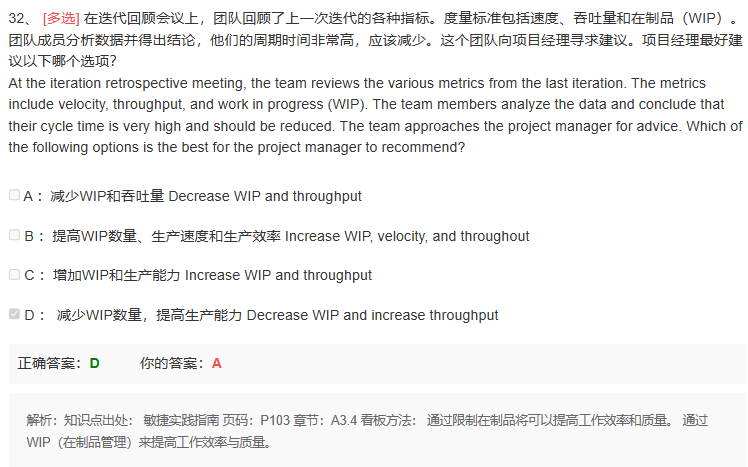 32、 [多选] 在迭代回顾会议上，团队回顾了上一次迭代的各种指标。度量标准包括速度、吞吐量和在制品（WIP）。
团队成员分析数据并得出结论，他们的周期时间非常高，应该减少。这个团队向项目经理寻求建议。项目经理最好建
议以下哪个选项?
At the iteration retrospective meeting, the team reviews the various metrics from the last iteration. The metrics
include velocity, throughput, and work in progress (WIP). The team members analyze the data and conclude that
their cycle time is very high and should be reduced. The team approaches the project manager for advice. Which of
the following options is the best for the project manager to recommend?
A： 减少WIP和吞吐量 Decrease WIP and throughput
B： 提高WIP数量、生产速度和生产效率 Increase WIP, velocity, and throughout
C： 增加WIP和生产能力 Increase WIP and throughput
D： 减少WIP数量，提高生产能力 Decrease WIP and increase throughput
正确答案：D 你的答案：A
解析：知识点出处： 敏捷实践指南 页码：P103 章节：A3.4 看板方法： 通过限制在制品将可以提高工作效率和质量。 通过
WIP（在制品管理）来提高工作效率与质量。